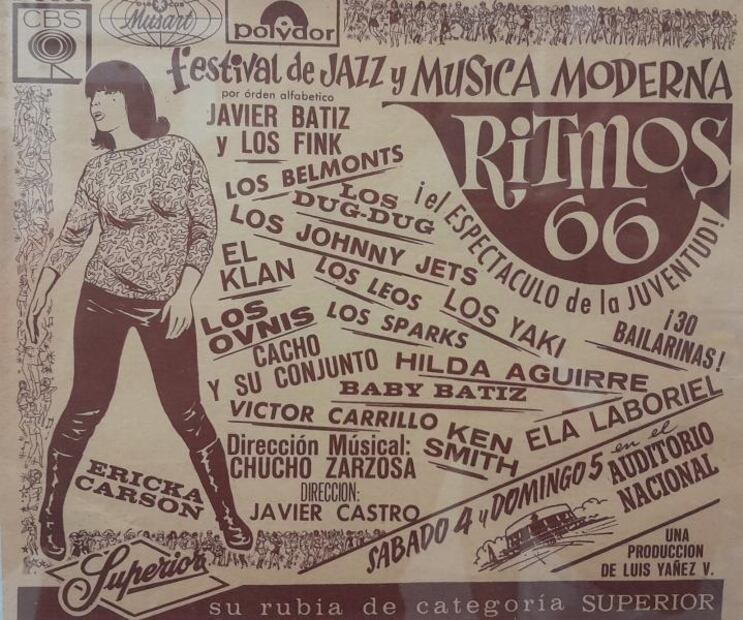 CBS
Musart
polydor
festival de JAZZ y MUSICA MODERNA
por órden alfabetico
JAVIER BATIZ
y LOS FINK
RITMOS
66
¡el ESPECTACULO de la JUVENTUD!
LOS BELMONTS
LOS
DUG-DUG
LOS JOHNNY JETS
EL
KLAN
LOS LEOS
LOS YAKI
¡30
BAILARINAS!
LOS
OVNIS
LOS SPARKS
CACHO
Y SU CONJUNTO
HILDA AGUIRRE
BABY BATIZ
VICTOR CARRILLO
KEN
SMITH
ELA LABORIEL
Dirección Músical:
CHUCHO ZARZOSA
DIRECCION:
JAVIER CASTRO
ERICKA
CARSON
SABADO 4 y DOMINGO 5 en el
AUDITORIO
NACIONAL
UNA
PRODUCCION
DE LUIS YAÑEZ V.
Superior
su rubia de categoría SUPERIOR